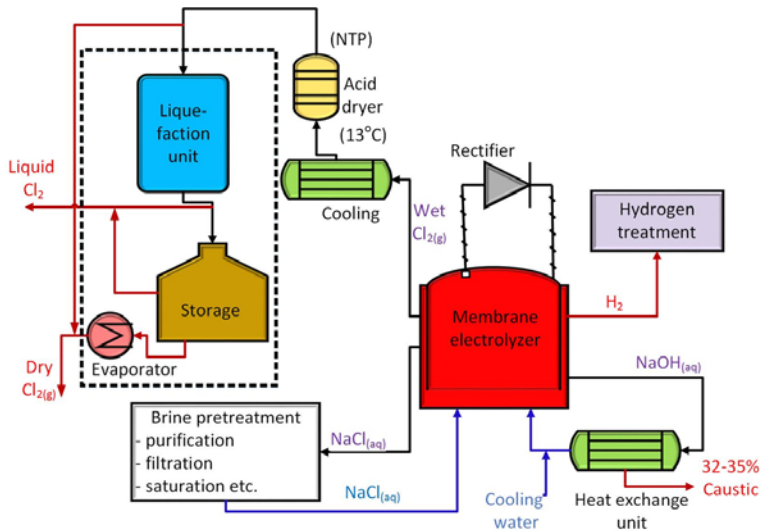 (NTP)
Acid
dryer
(13°C)
Lique-
faction
unit
Rectifier
Liquid
Cl2
Cooling
Wet
Cl2(g)
Hydrogen
treatment
Storage
H2
Membrane
electrolyzer
Evaporator
NaOH(aq)
Dry
Cl2(g)
Brine pretreatment
- purification
- filtration
- saturation etc.
NaCl(aq)
NaCl(aq)
Cooling
water
Heat exchange
unit
32-35%
Caustic